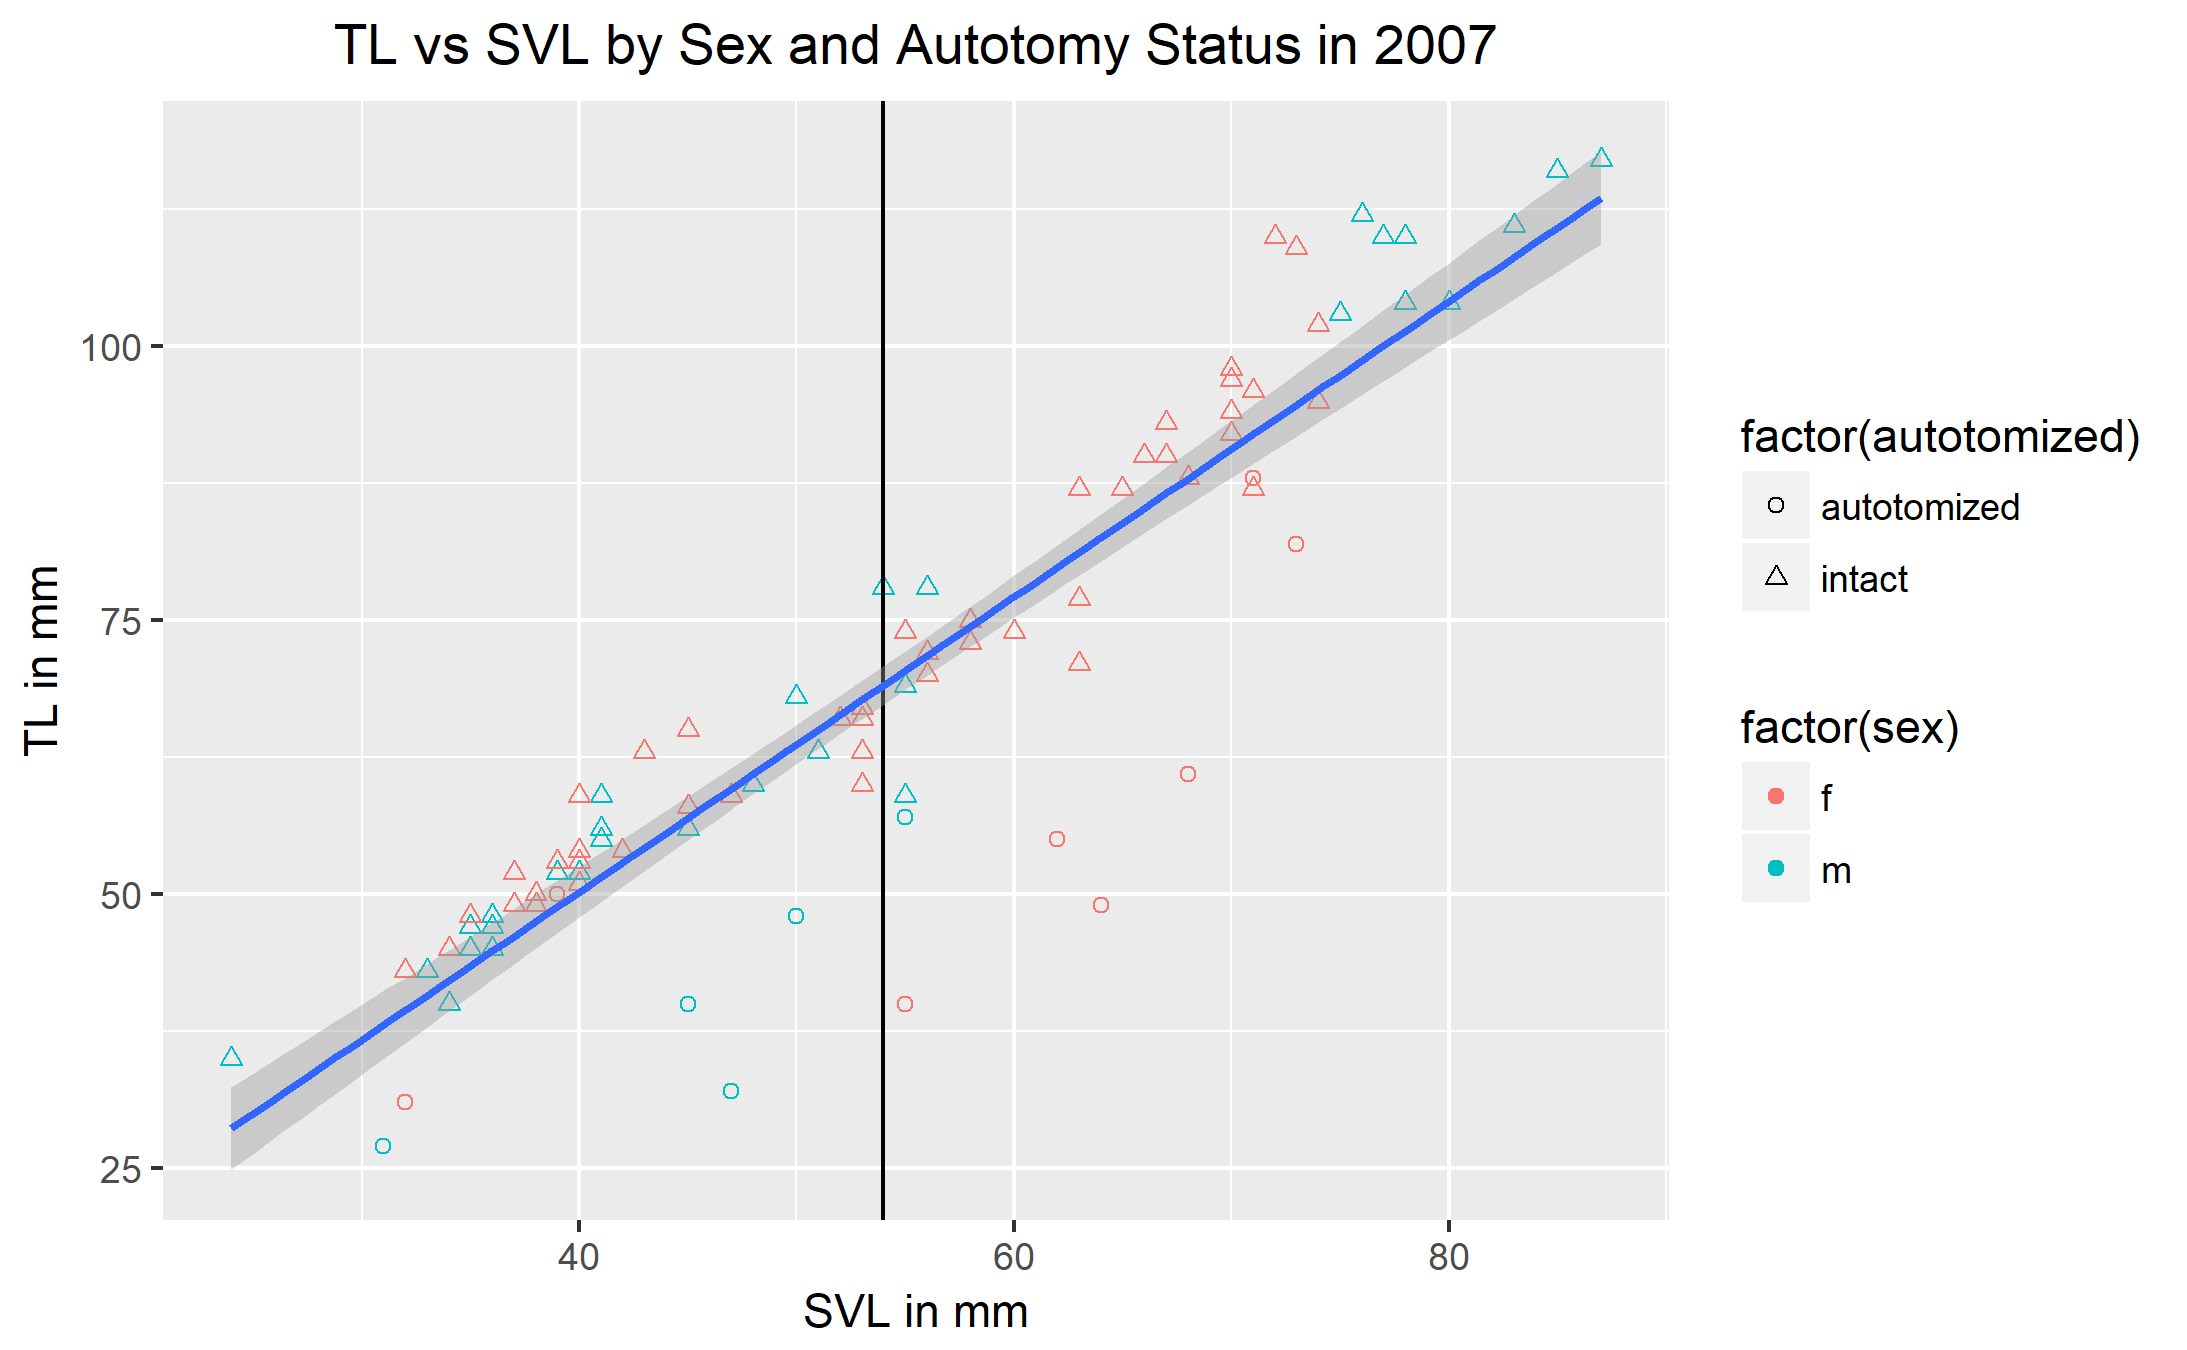 TL vs SVL by Sex and Autotomy Status in 2007
TL in mm
100
75
50
25
40
60
80
SVL in mm
factor(autotomized)
autotomized
intact
factor(sex)
f
m